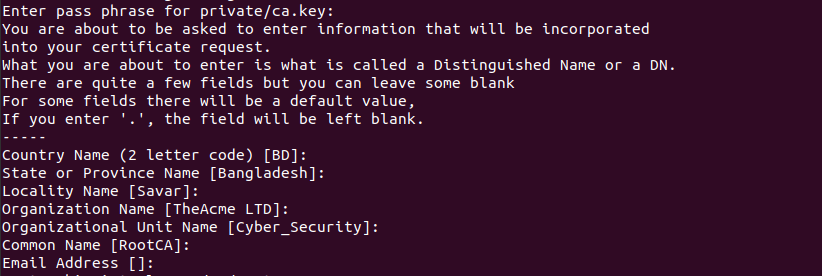 Enter pass phrase for private/ca.key:
You are about to be asked to enter information that will be incorporated
into your certificate request.
What you are about to enter is what is called a Distinguished Name or a DN.
There are quite a few fields but you can leave some blank
For some fields there will be a default value,
If you enter '.', the field will be left blank.
-----
Country Name (2 letter code) [BD]:
State or Province Name [Bangladesh]:
Locality Name [Savar]:
Organization Name [TheAcme LTD]:
Organizational Unit Name [Cyber_Security]:
Common Name [RootCA]:
Email Address []: